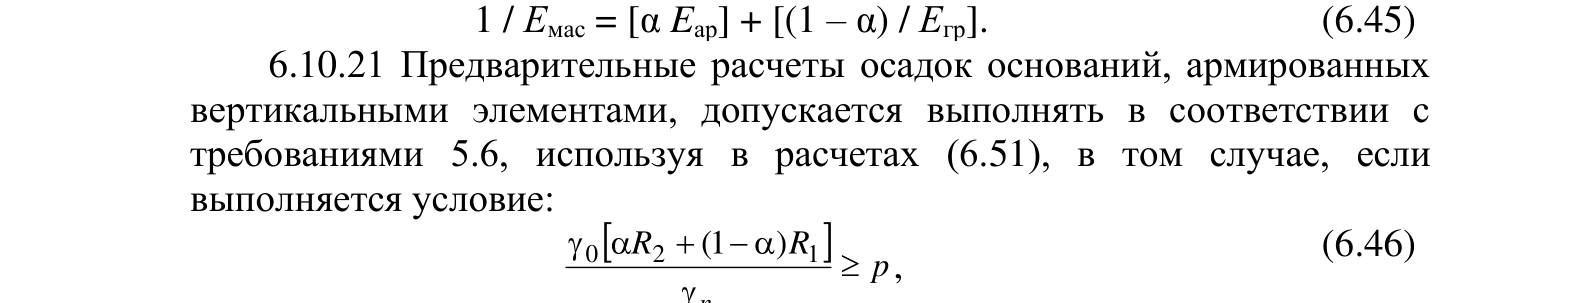 1 / Eмас = [α Eар] + [(1 – α) / Eгр]. (6.45)
6.10.21 Предварительные расчеты осадок оснований, армированных
вертикальными элементами, допускается выполнять в соответствии с
требованиями 5.6, используя в расчетах (6.51), в том случае, если
выполняется условие:
γ0[αR2 + (1 – α)R1] / γn ≥ p, (6.46)